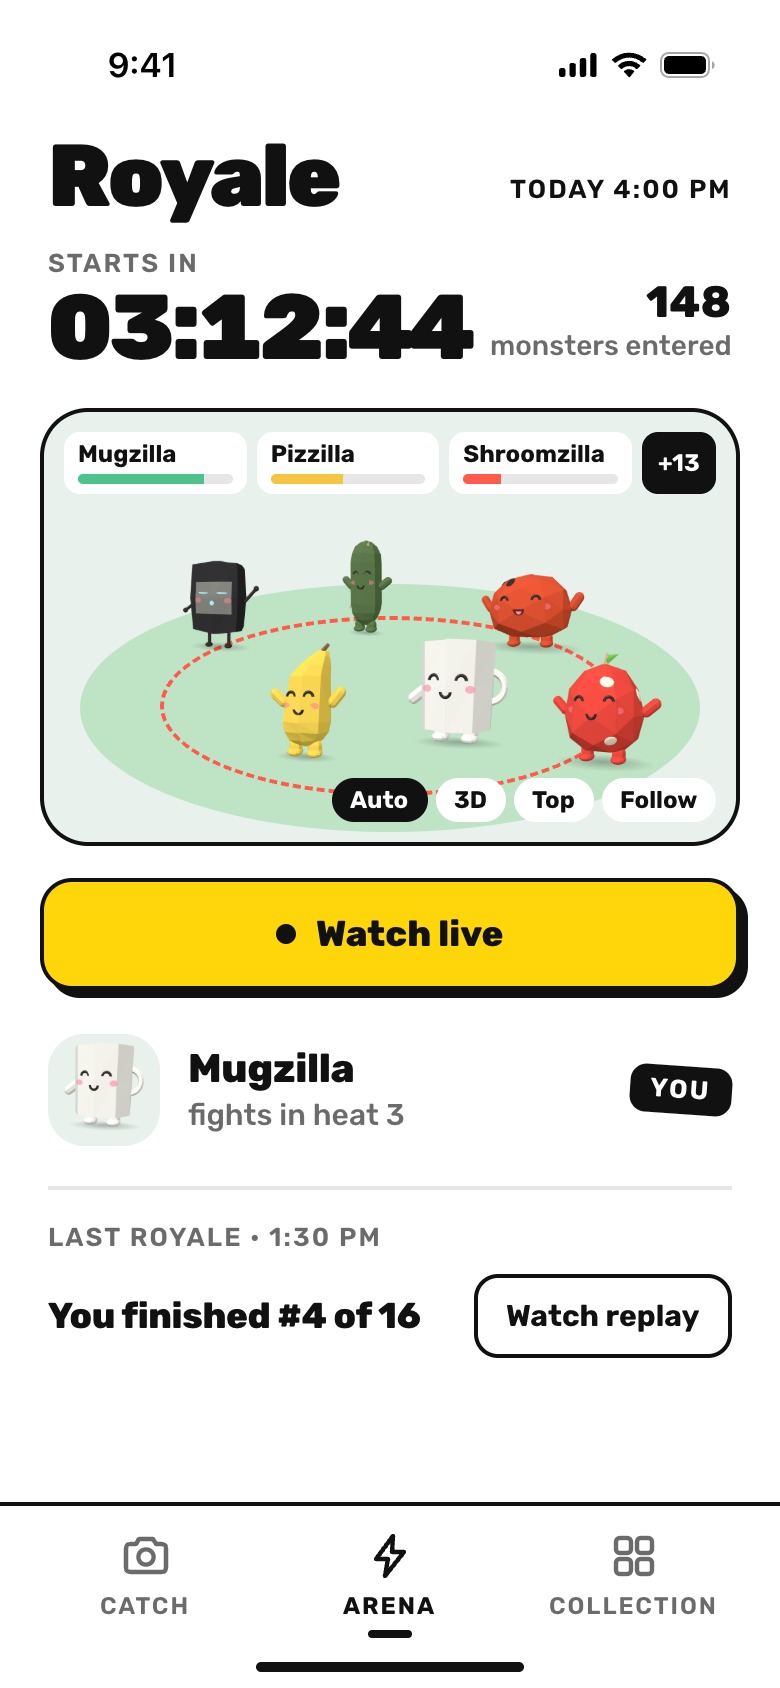 9:41
Royale
TODAY 4:00 PM
STARTS IN
03:12:44
148
monsters entered
Mugzilla
Pizzilla
Shroomzilla
+13
Auto
3D
Top
Follow
Watch live
Mugzilla
fights in heat 3
YOU
LAST ROYALE • 1:30 PM
You finished #4 of 16
Watch replay
CATCH
ARENA
COLLECTION